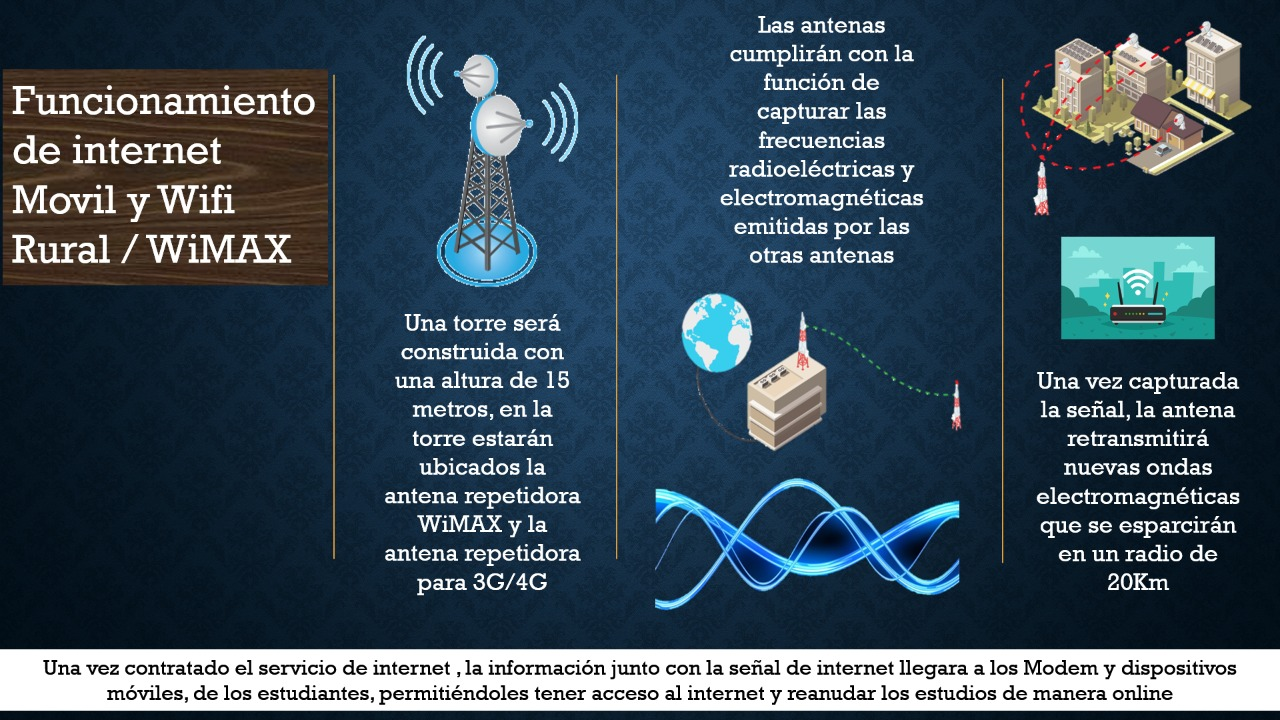 Funcionamiento
de internet
Movil y Wifi
Rural / WiMAX
Una torre será
construida con
una altura de 15
metros, en la
torre estarán
ubicados la
antena repetidora
WiMAX y la
antena repetidora
para 3G/4G
Las antenas
cumplirán con la
función de
capturar las
frecuencias
radioeléctricas y
electromagnéticas
emitidas por las
otras antenas
Una vez capturada
la señal, la antena
retransmitirá
nuevas ondas
electromagnéticas
que se esparcirán
en un radio de
20Km
Una vez contratado el servicio de internet , la información junto con la señal de internet llegara a los Modem y dispositivos
móviles, de los estudiantes, permitiéndoles tener acceso al internet y reanudar los estudios de manera online